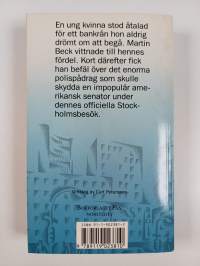 En ung kvinna stod åtalad
för ett bankrån hon aldrig
drömt om att begå. Martin
Beck vittnade till hennes
fördel. Kort därefter fick
han befäl över det enorma
polispådrag som skulle
skydda en impopulär ame-
rikansk senator under
dennes officiella Stock-
holmsbesök.
NORSTEDTS